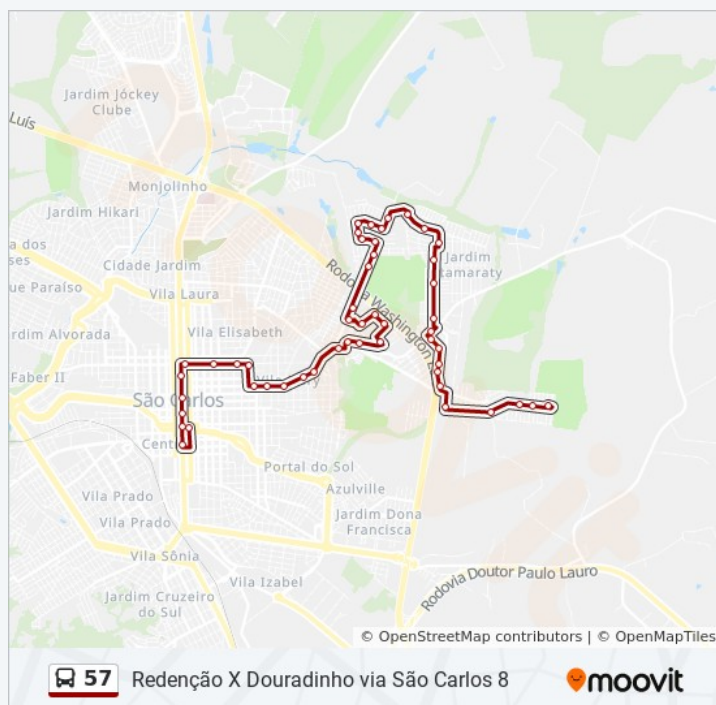 Jardim Jóckey
Clube
Luís
Monjolinho
Jardim Hikari
a dos
ses
Cidade Jardim
Jardim
tamaraty
que Paraíso
Vila Laura
Rodovia Washington L
Jardim Alvorada
Vila Elisabeth
Faber II
São Carlos
Centro
Portal do Sol
Vila Prado
Azulville
Vila Prado
Jardim Dona
Francisca
Vila Sônia
Vila Izabel
Rodovia Doutor Paulo Lauro
Jardim Cruzeiro
do Sul
© OpenStreetMap contributors | © OpenMapTiles
57 Redenção X Douradinho via São Carlos 8 moovit